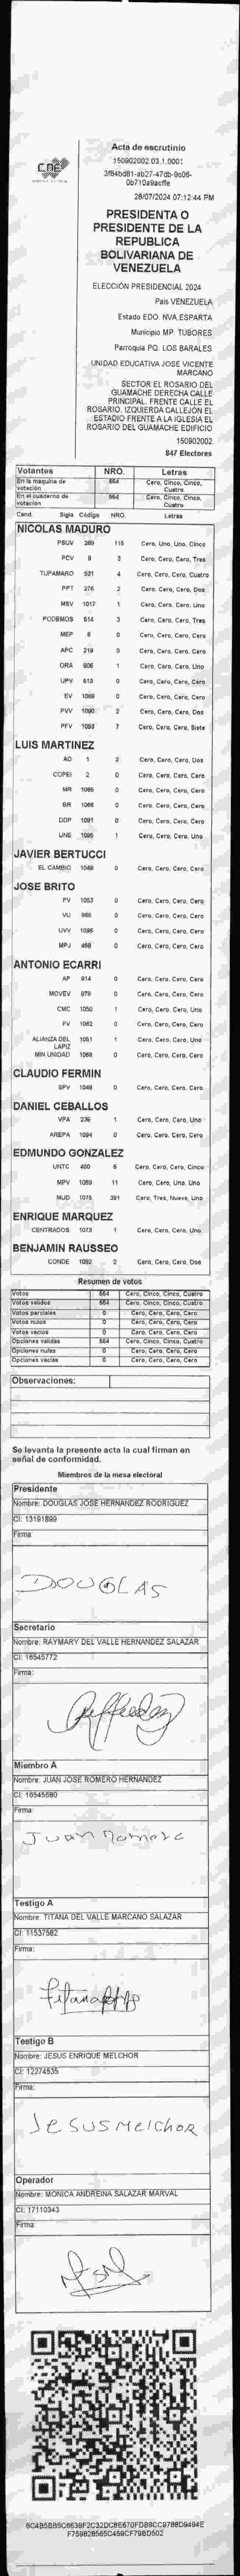 CNE
Acta de escrutinio
150902002.03.1.0001
28/07/2024 07:12:44 PM
PRESIDENTA O
PRESIDENTE DE LA
REPUBLICA
BOLIVARIANA DE
VENEZUELA
ELECCIÓN PRESIDENCIAL 2024
País VENEZUELA
Estado EDO. NVA.ESPARTA
Municipio MP. TUBORES
Parroquia PQ. LOS BARALES
UNIDAD EDUCATIVA JOSE VICENTE
MARCANO
SECTOR EL ROSARIO DEL
GUAMACHE DERECHA CALLE
PRINCIPAL. FRENTE CALLE EL
ROSARIO. IZQUIERDA CALLEJÓN EL
ESTADIO FRENTE A LA IGLESIA EL
ROSARIO DEL GUAMACHE EDIFICIO
150902002
847 Electores
Votantes NRO. Letras
En la maquina de votación 554 Cero, Cinco, Cinco, Cuatro
En el cuaderno de votación 554 Cero, Cinco, Cinco, Cuatro
Cand. Sigla Código NRO. Letras
NICOLAS MADURO
PSUV 269 115 Cero, Uno, Uno, Cinco
PCV 8 3 Cero, Cero, Cero, Tres
TUPAMARO 531 4 Cero, Cero, Cero, Cuatro
PPT 276 2 Cero, Cero, Cero, Dos
MSV 1017 1 Cero, Cero, Cero, Uno
PODEMOS 514 3 Cero, Cero, Cero, Tres
MEP 6 0 Cero, Cero, Cero, Cero
APC 219 0 Cero, Cero, Cero, Cero
ORA 906 1 Cero, Cero, Cero, Uno
UPV 513 0 Cero, Cero, Cero, Cero
EV 1089 0 Cero, Cero, Cero, Cero
PVV 1090 2 Cero, Cero, Cero, Dos
PFV 1093 7 Cero, Cero, Cero, Siete
LUIS MARTINEZ
AD 1 2 Cero, Cero, Cero, Dos
COPEI 2 0 Cero, Cero, Cero, Cero
MR 1065 0 Cero, Cero, Cero, Cero
BR 1066 0 Cero, Cero, Cero, Cero
DDP 1091 0 Cero, Cero, Cero, Cero
UNE 1095 1 Cero, Cero, Cero, Uno
JAVIER BERTUCCI
EL CAMBIO 1048 0 Cero, Cero, Cero, Cero
JOSE BRITO
PV 1053 0 Cero, Cero, Cero, Cero
VU 968 0 Cero, Cero, Cero, Cero
UVV 1096 0 Cero, Cero, Cero, Cero
MPJ 458 0 Cero, Cero, Cero, Cero
ANTONIO ECARRI
AP 914 0 Cero, Cero, Cero, Cero
MOVEV 979 0 Cero, Cero, Cero, Cero
CMC 1050 1 Cero, Cero, Cero, Uno
FV 1062 0 Cero, Cero, Cero, Cero
ALIANZA DEL LAPIZ 1051 1 Cero, Cero, Cero, Uno
MIN UNIDAD 1068 0 Cero, Cero, Cero, Cero
CLAUDIO FERMIN
SPV 1049 0 Cero, Cero, Cero, Cero
DANIEL CEBALLOS
VPA 236 1 Cero, Cero, Cero, Uno
AREPA 1094 0 Cero, Cero, Cero, Cero
EDMUNDO GONZALEZ
UNTC 450 5 Cero, Cero, Cero, Cinco
MPV 1069 11 Cero, Cero, Uno, Uno
MUD 1075 391 Cero, Tres, Nueve, Uno
ENRIQUE MARQUEZ
CENTRADOS 1073 1 Cero, Cero, Cero, Uno
BENJAMIN RAUSSEO
CONDE 1092 2 Cero, Cero, Cero, Dos
Resumen de votos
Votos 554 Cero, Cinco, Cinco, Cuatro
Votos validos 554 Cero, Cinco, Cinco, Cuatro
Votos parciales 0 Cero, Cero, Cero, Cero
Votos nulos 0 Cero, Cero, Cero, Cero
Votos vacios 0 Cero, Cero, Cero, Cero
Opciones validas 554 Cero, Cinco, Cinco, Cuatro
Opciones nulas 0 Cero, Cero, Cero, Cero
Opciones vacias 0 Cero, Cero, Cero, Cero
Observaciones:
Se levanta la presente acta la cual firman en
señal de conformidad.
Miembros de la mesa electoral
Presidente
Nombre: DOUGLAS JOSE HERNANDEZ RODRIGUEZ
CI: 13191899
Firma
DOUGLAS
Secretario
Nombre: RAYMARY DEL VALLE HERNANDEZ SALAZAR
CI: 16545772
Firma:
Miembro A
Nombre: JUAN JOSE ROMERO HERNANDEZ
CI: 16545680
Firma:
Juan Romero
Testigo A
Nombre: TITANA DEL VALLE MARCANO SALAZAR
CI: 11537582
Firma:
Testigo B
Nombre: JESUS ENRIQUE MELCHOR
CI: 12274535
Firma:
JESUS Melchor
Operador
Nombre: MONICA ANDREINA SALAZAR MARVAL
CI: 17110343
Firma: